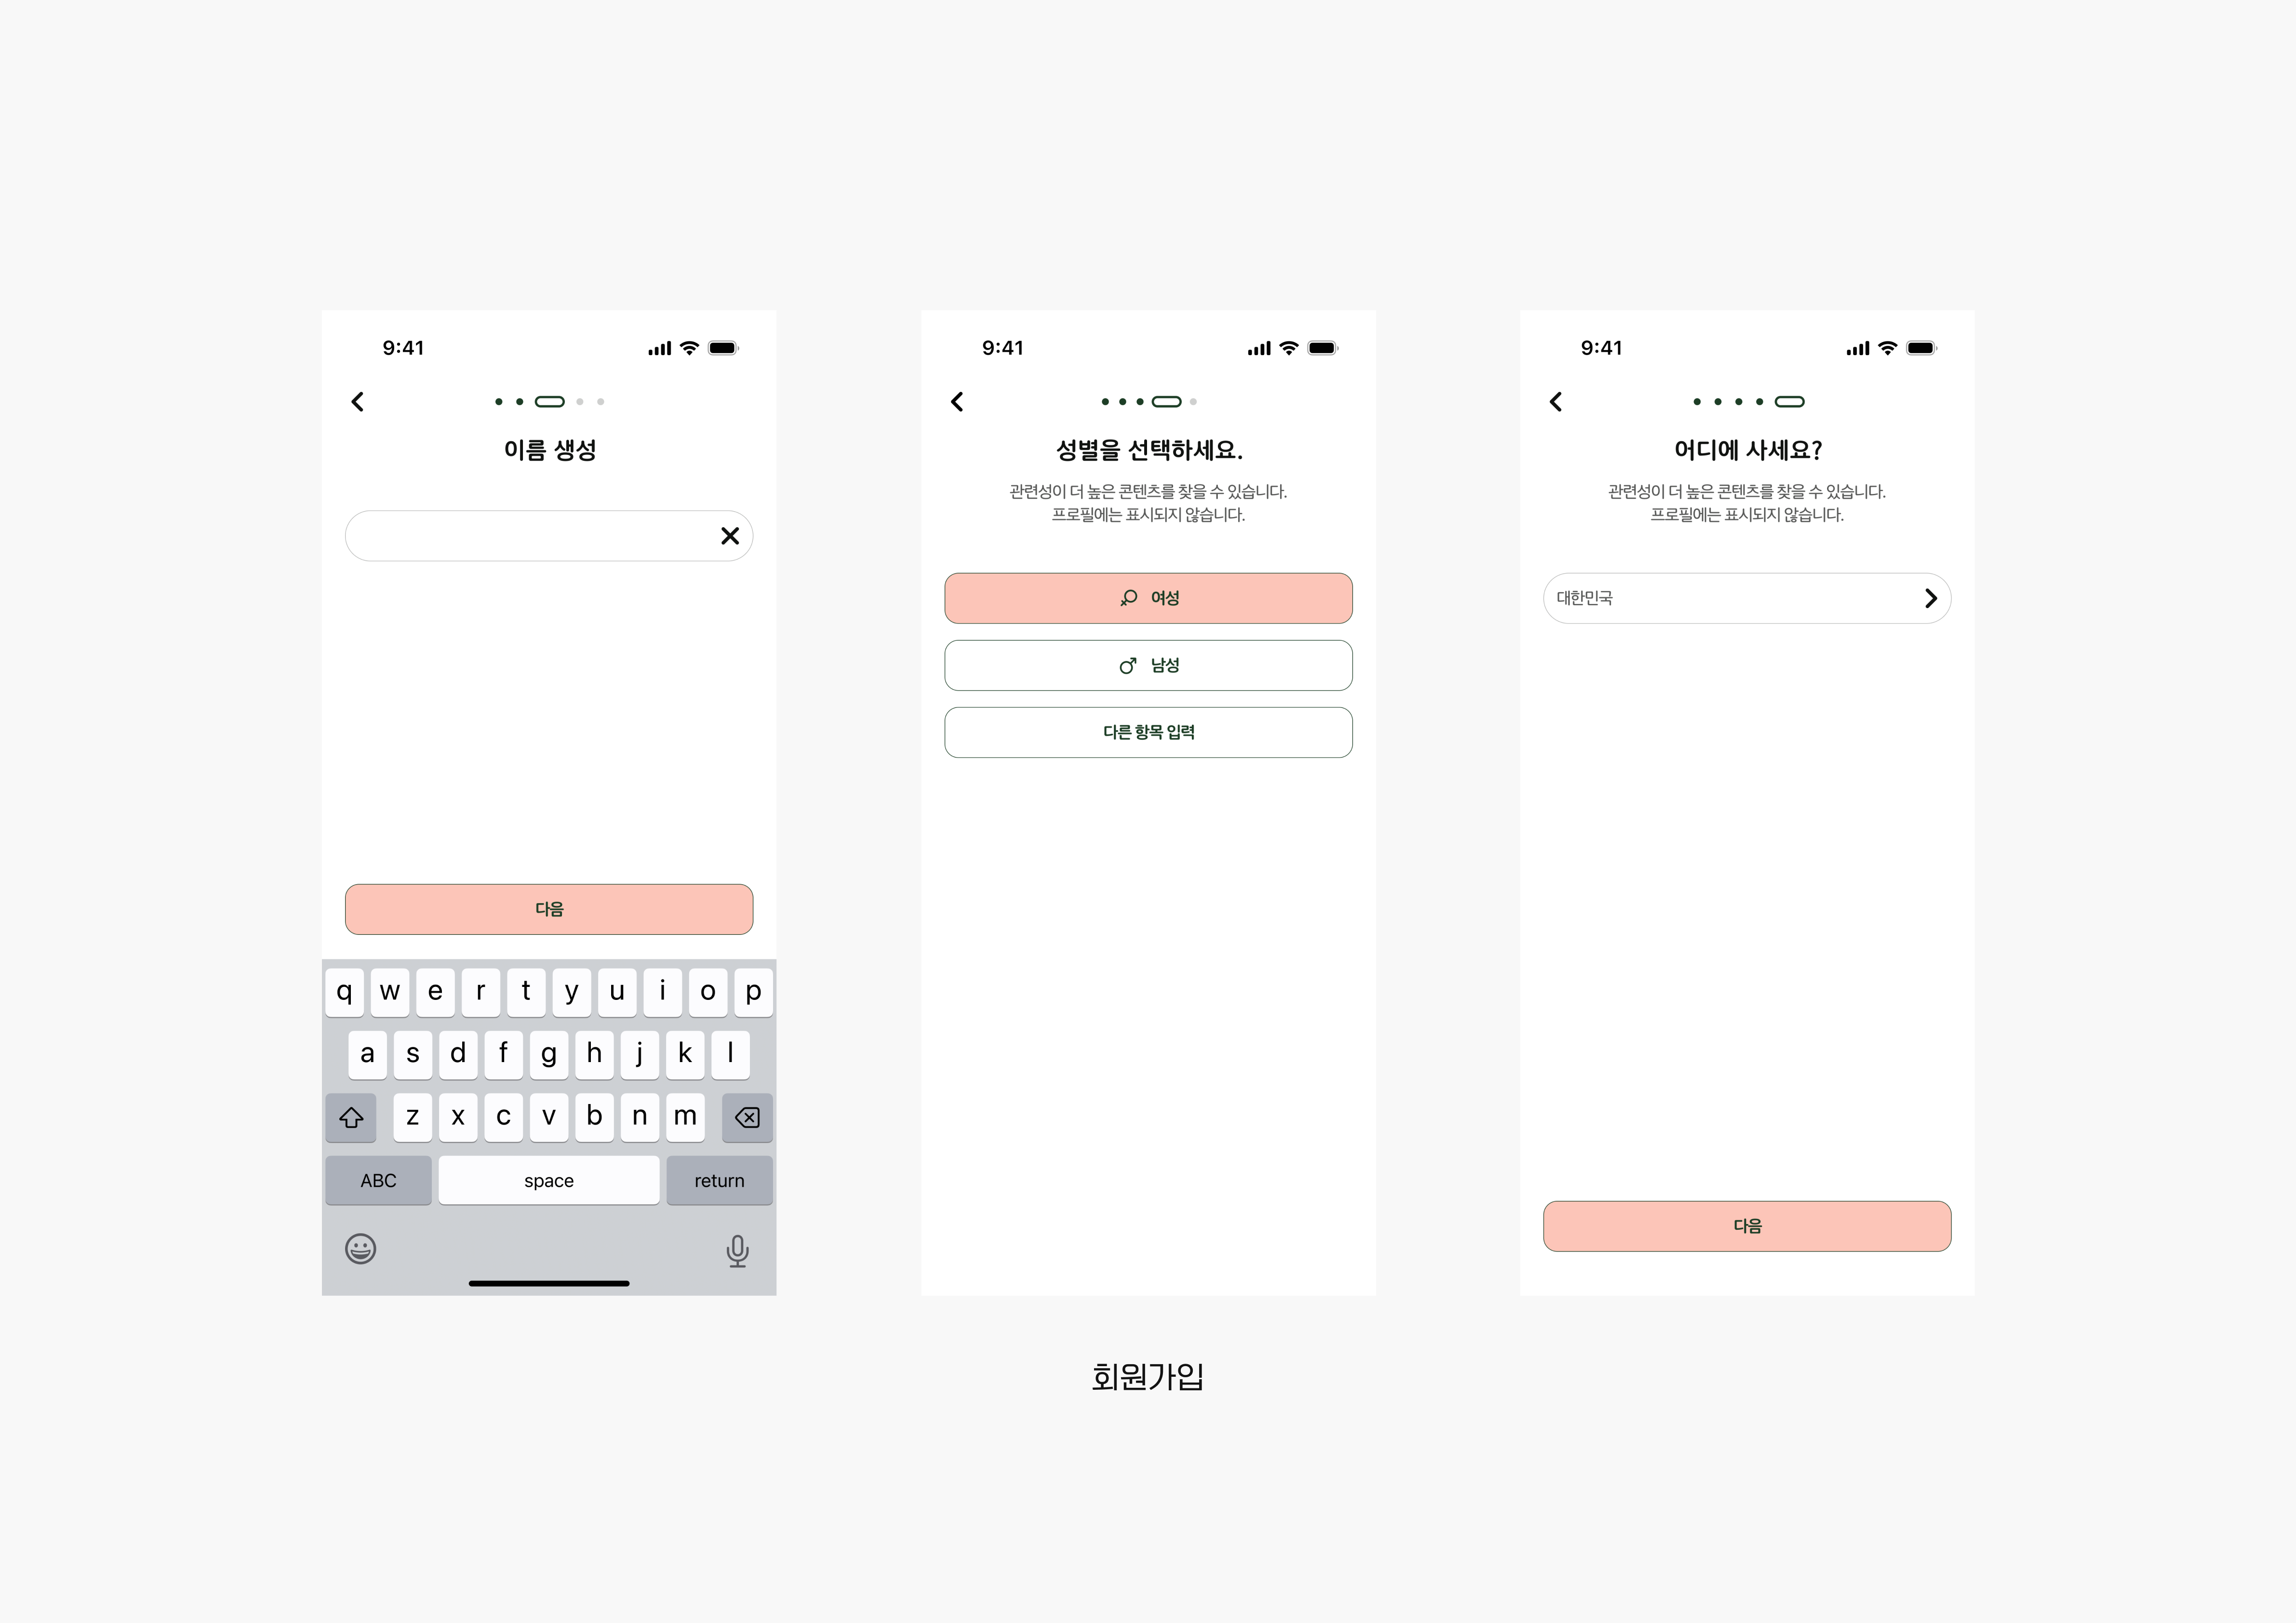 9:41
이름 생성
다음
q w e r t y u i o p
a s d f g h j k l
z x c v b n m
ABC space return
9:41
성별을 선택하세요.
관련성이 더 높은 콘텐츠를 찾을 수 있습니다.
프로필에는 표시되지 않습니다.
여성
남성
다른 항목 입력
9:41
어디에 사세요?
관련성이 더 높은 콘텐츠를 찾을 수 있습니다.
프로필에는 표시되지 않습니다.
대한민국
다음
회원가입